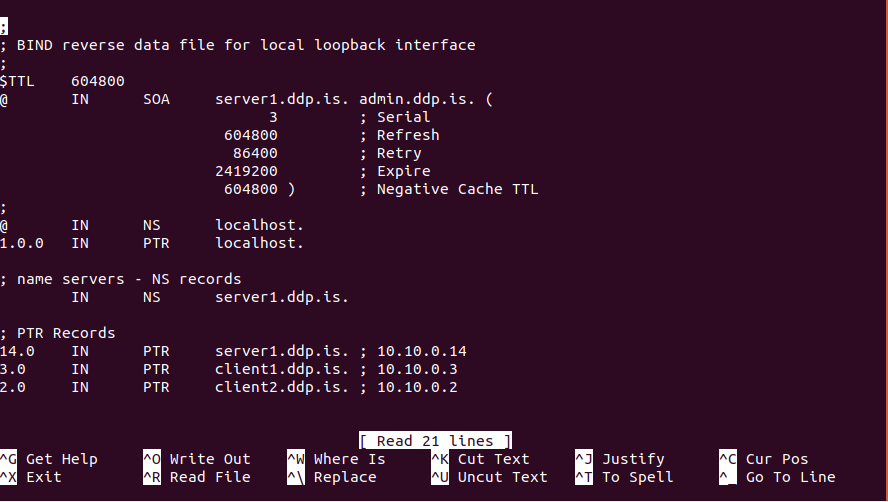 ;
; BIND reverse data file for local loopback interface
;
$TTL    604800
@       IN      SOA     server1.ddp.is. admin.ddp.is. (
                              3         ; Serial
                         604800         ; Refresh
                          86400         ; Retry
                        2419200         ; Expire
                         604800 )       ; Negative Cache TTL
;
@       IN      NS      localhost.
1.0.0   IN      PTR     localhost.

; name servers - NS records
        IN      NS      server1.ddp.is.

; PTR Records
14.0    IN      PTR     server1.ddp.is. ; 10.10.0.14
3.0     IN      PTR     client1.ddp.is. ; 10.10.0.3
2.0     IN      PTR     client2.ddp.is. ; 10.10.0.2

[ Read 21 lines ]
^G Get Help     ^O Write Out    ^W Where Is     ^K Cut Text     ^J Justify      ^C Cur Pos
^X Exit         ^R Read File    ^\ Replace      ^U Uncut Text   ^T To Spell     ^_ Go To Line